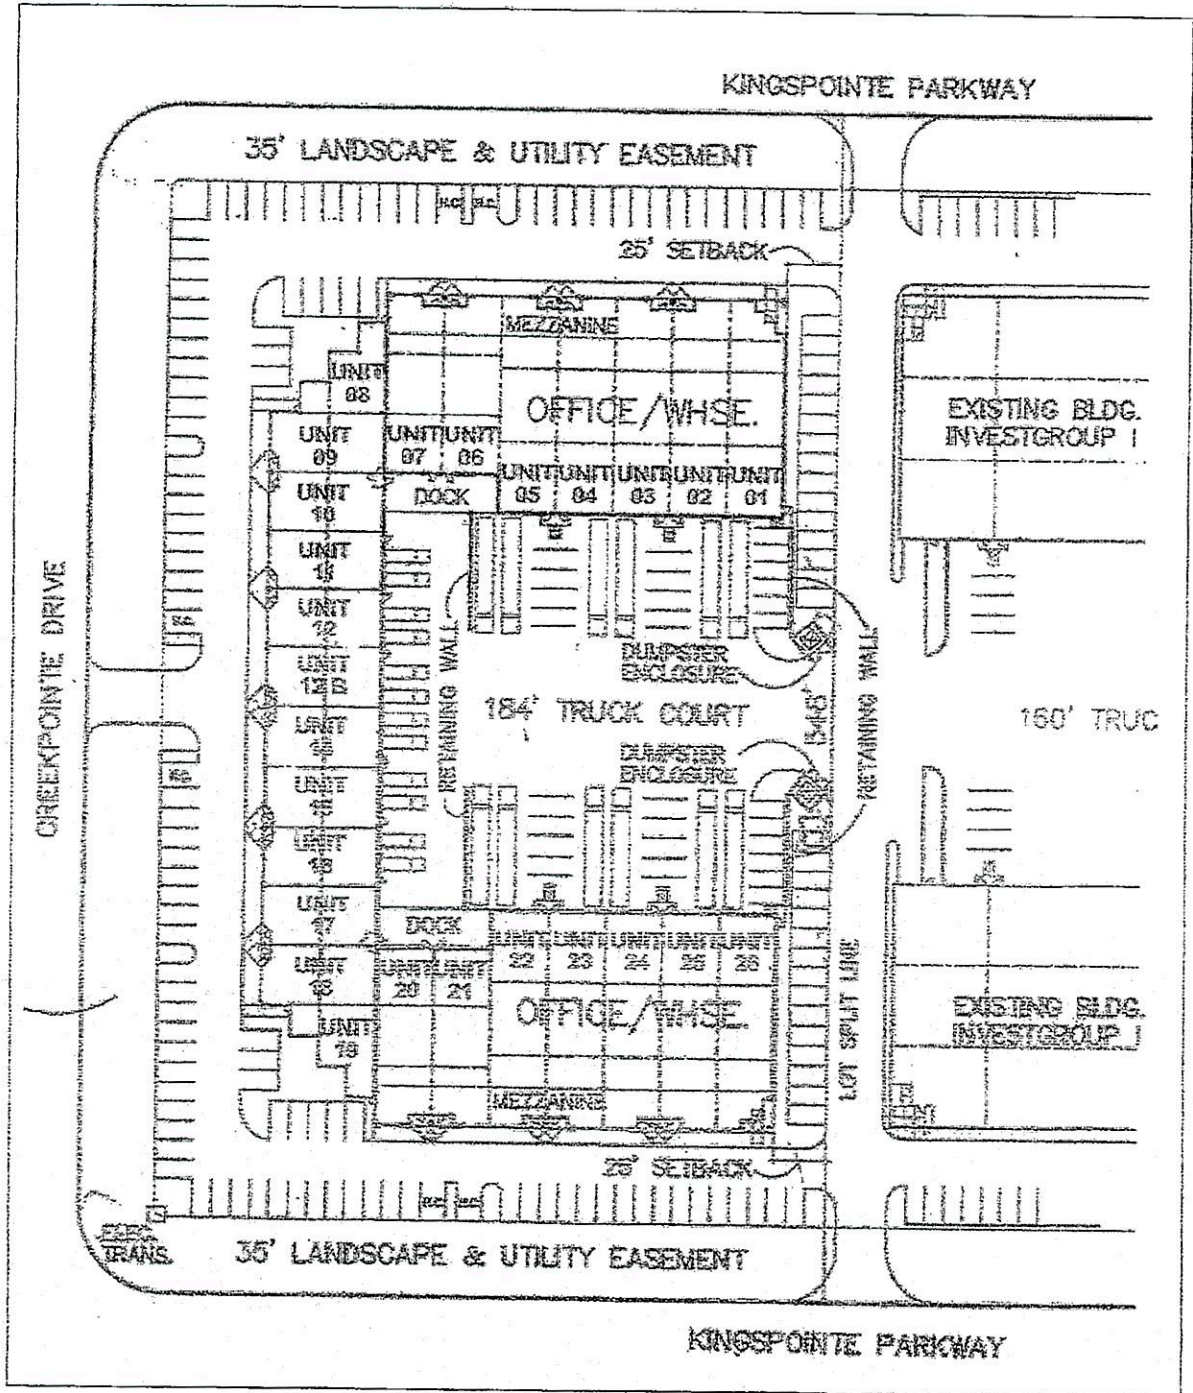 KINGSPOINTE PARKWAY
35' LANDSCAPE & UTILITY EASEMENT
H.C.
H.C.
25' SETBACK
MEZZANINE
UNIT
08
OFFICE/WHSE.
EXISTING BLDG.
INVESTGROUP I
UNIT
09
UNIT
07
UNIT
06
UNIT
05
UNIT
04
UNIT
03
UNIT
02
UNIT
01
DOCK
UNIT
10
UNIT
11
UNIT
12
UNIT
UNIT
UNIT
UNIT
UNIT
17
UNIT
CREEKPOINTE DRIVE
RETAINING WALL
DUMPSTER
ENCLOSURE
184' TRUCK COURT
DUMPSTER
ENCLOSURE
RETAINING WALL
160' TRUC
DOCK
UNIT
20
UNIT
21
UNIT
22
UNIT
23
UNIT
24
UNIT
25
UNIT
26
OFFICE/WHSE.
UNIT
19
MEZZANINE
25' SETBACK
LOT SPLIT LINE
EXISTING BLDG.
INVESTGROUP I
ELEC.
TRANS.
35' LANDSCAPE & UTILITY EASEMENT
KINGSPOINTE PARKWAY